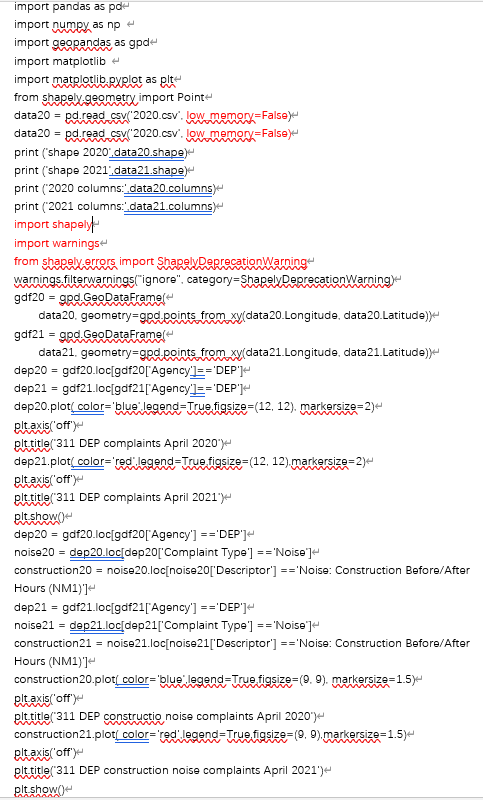 import pandas as pd
import numpy as np
import geopandas as gpd
import matplotlib
import matplotlib.pyplot as plt
from shapely.geometry import Point
data20 = pd.read_csv('2020.csv', low_memory=False)
data20 = pd.read_csv('2020.csv', low_memory=False)
print ('shape 2020',data20.shape)
print ('shape 2021',data21.shape)
print ('2020 columns:',data20.columns)
print ('2021 columns:',data21.columns)
import shapely
import warnings
from shapely.errors import ShapelyDeprecationWarning
warnings.filterwarnings("ignore", category=ShapelyDeprecationWarning)
gdf20 = gpd.GeoDataFrame(
data20, geometry=gpd.points_from_xy(data20.Longitude, data20.Latitude))
gdf21 = gpd.GeoDataFrame(
data21, geometry=gpd.points_from_xy(data21.Longitude, data21.Latitude))
dep20 = gdf20.loc[gdf20['Agency']=='DEP']
dep21 = gdf21.loc[gdf21['Agency']=='DEP']
dep20.plot( color='blue',legend=True,figsize=(12, 12), markersize=2)
plt.axis('off')
plt.title('311 DEP complaints April 2020')
dep21.plot( color='red',legend=True,figsize=(12, 12),markersize=2)
plt.axis('off')
plt.title('311 DEP complaints April 2021')
plt.show()
dep20 = gdf20.loc[gdf20['Agency'] =='DEP']
noise20 = dep20.loc[dep20['Complaint Type'] =='Noise']
construction20 = noise20.loc[noise20['Descriptor'] =='Noise: Construction Before/After
Hours (NM1)']
dep21 = gdf21.loc[gdf21['Agency'] =='DEP']
noise21 = dep21.loc[dep21['Complaint Type'] =='Noise']
construction21 = noise21.loc[noise21['Descriptor'] =='Noise: Construction Before/After
Hours (NM1)']
construction20.plot( color='blue',legend=True,figsize=(9, 9), markersize=1.5)
plt.axis('off')
plt.title('311 DEP constructio noise complaints April 2020')
construction21.plot( color='red',legend=True,figsize=(9, 9),markersize=1.5)
plt.axis('off')
plt.title('311 DEP construction noise complaints April 2021')
plt.show()